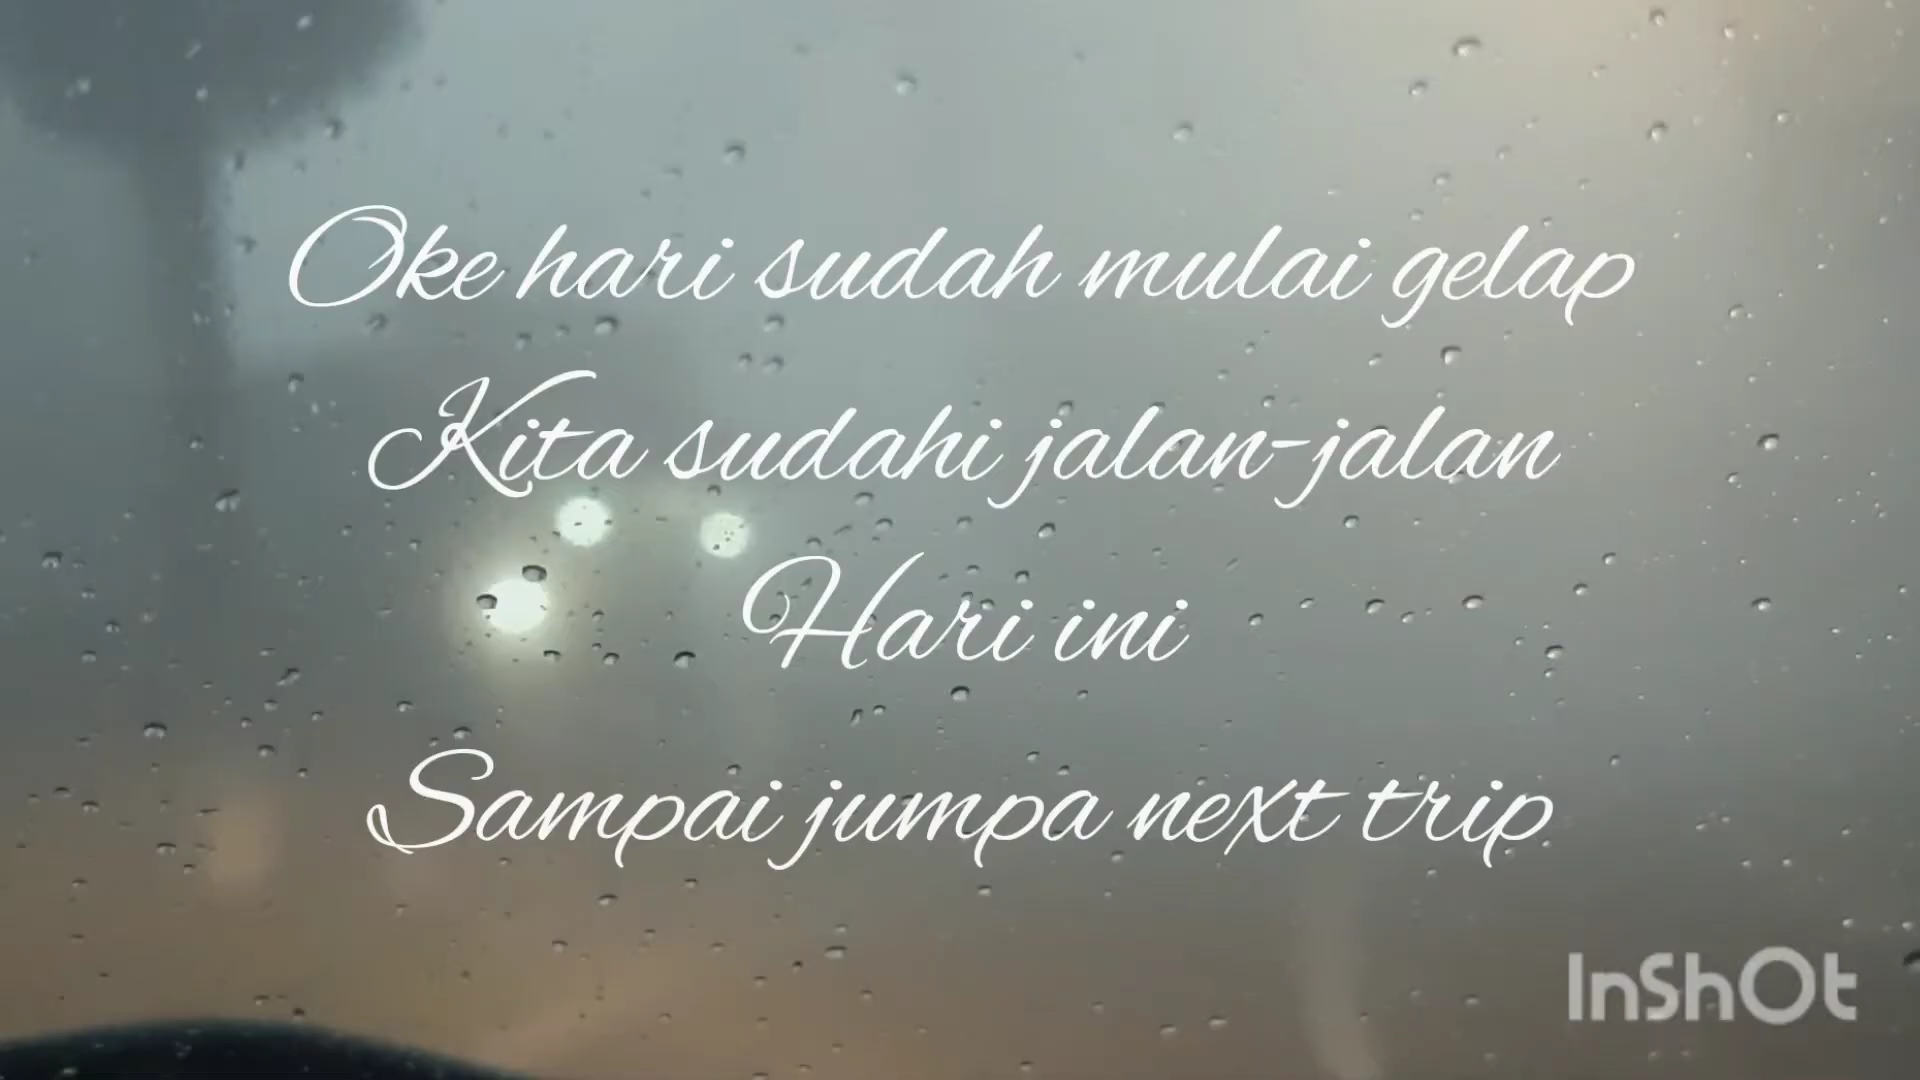 Oke hari sudah mulai gelap
Kita sudahi jalan-jalan
Hari ini
Sampai jumpa next trip
InShOt